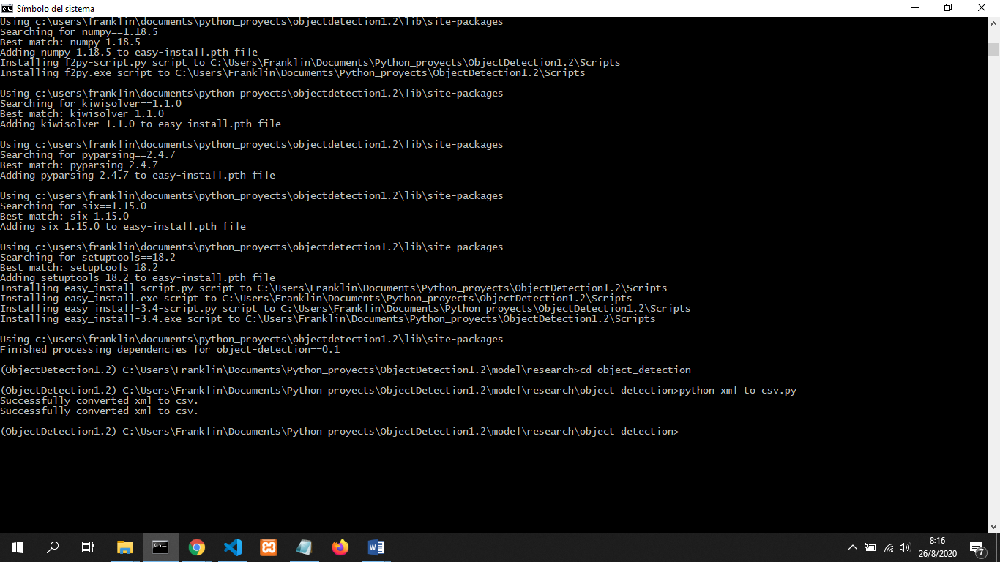 Símbolo del sistema
Using c:\users\franklin\documents\python_proyects\objectdetection1.2\lib\site-packages
Searching for numpy==1.18.5
Best match: numpy 1.18.5
Adding numpy 1.18.5 to easy-install.pth file
Installing f2py-script.py script to C:\Users\Franklin\Documents\Python_proyects\ObjectDetection1.2\Scripts
Installing f2py.exe script to C:\Users\Franklin\Documents\Python_proyects\ObjectDetection1.2\Scripts
Using c:\users\franklin\documents\python_proyects\objectdetection1.2\lib\site-packages
Searching for kiwisolver==1.1.0
Best match: kiwisolver 1.1.0
Adding kiwisolver 1.1.0 to easy-install.pth file
Using c:\users\franklin\documents\python_proyects\objectdetection1.2\lib\site-packages
Searching for pyparsing==2.4.7
Best match: pyparsing 2.4.7
Adding pyparsing 2.4.7 to easy-install.pth file
Using c:\users\franklin\documents\python_proyects\objectdetection1.2\lib\site-packages
Searching for six==1.15.0
Best match: six 1.15.0
Adding six 1.15.0 to easy-install.pth file
Using c:\users\franklin\documents\python_proyects\objectdetection1.2\lib\site-packages
Searching for setuptools==18.2
Best match: setuptools 18.2
Adding setuptools 18.2 to easy-install.pth file
Installing easy_install-script.py script to C:\Users\Franklin\Documents\Python_proyects\ObjectDetection1.2\Scripts
Installing easy_install.exe script to C:\Users\Franklin\Documents\Python_proyects\ObjectDetection1.2\Scripts
Installing easy_install-3.4-script.py script to C:\Users\Franklin\Documents\Python_proyects\ObjectDetection1.2\Scripts
Installing easy_install-3.4.exe script to C:\Users\Franklin\Documents\Python_proyects\ObjectDetection1.2\Scripts
Using c:\users\franklin\documents\python_proyects\objectdetection1.2\lib\site-packages
Finished processing dependencies for object-detection==0.1
(ObjectDetection1.2) C:\Users\Franklin\Documents\Python_proyects\ObjectDetection1.2\model\research>cd object_detection
(ObjectDetection1.2) C:\Users\Franklin\Documents\Python_proyects\ObjectDetection1.2\model\research\object_detection>python xml_to_csv.py
Successfully converted xml to csv.
Successfully converted xml to csv.
(ObjectDetection1.2) C:\Users\Franklin\Documents\Python_proyects\ObjectDetection1.2\model\research\object_detection>
8:16
26/8/2020
7